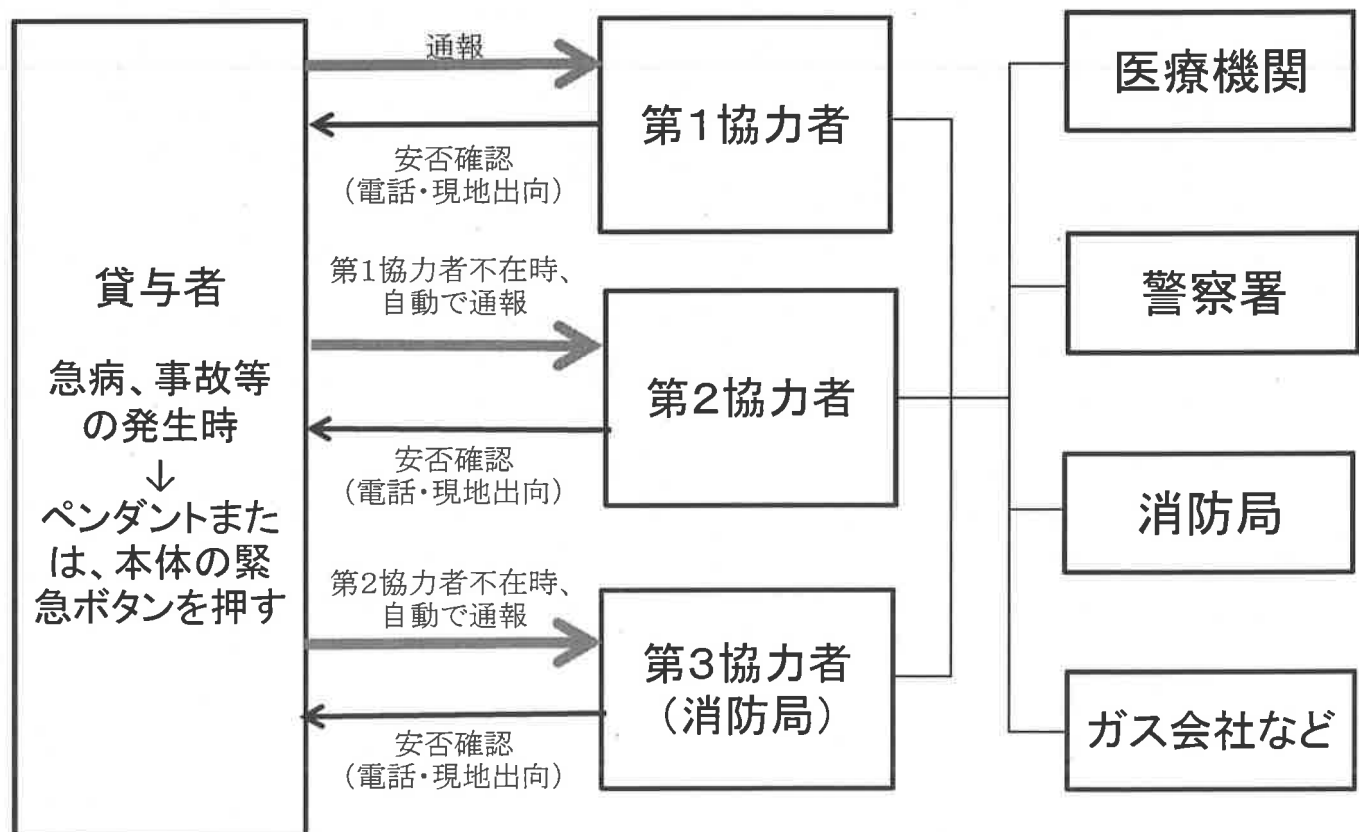 貸与者
急病、事故等
の発生時
↓
ペンダントまた
は、本体の緊
急ボタンを押す
通報
安否確認
（電話・現地出向）
第1協力者不在時、
自動で通報
安否確認
（電話・現地出向）
第2協力者不在時、
自動で通報
安否確認
（電話・現地出向）
第1協力者
第2協力者
第3協力者
（消防局）
医療機関
警察署
消防局
ガス会社など